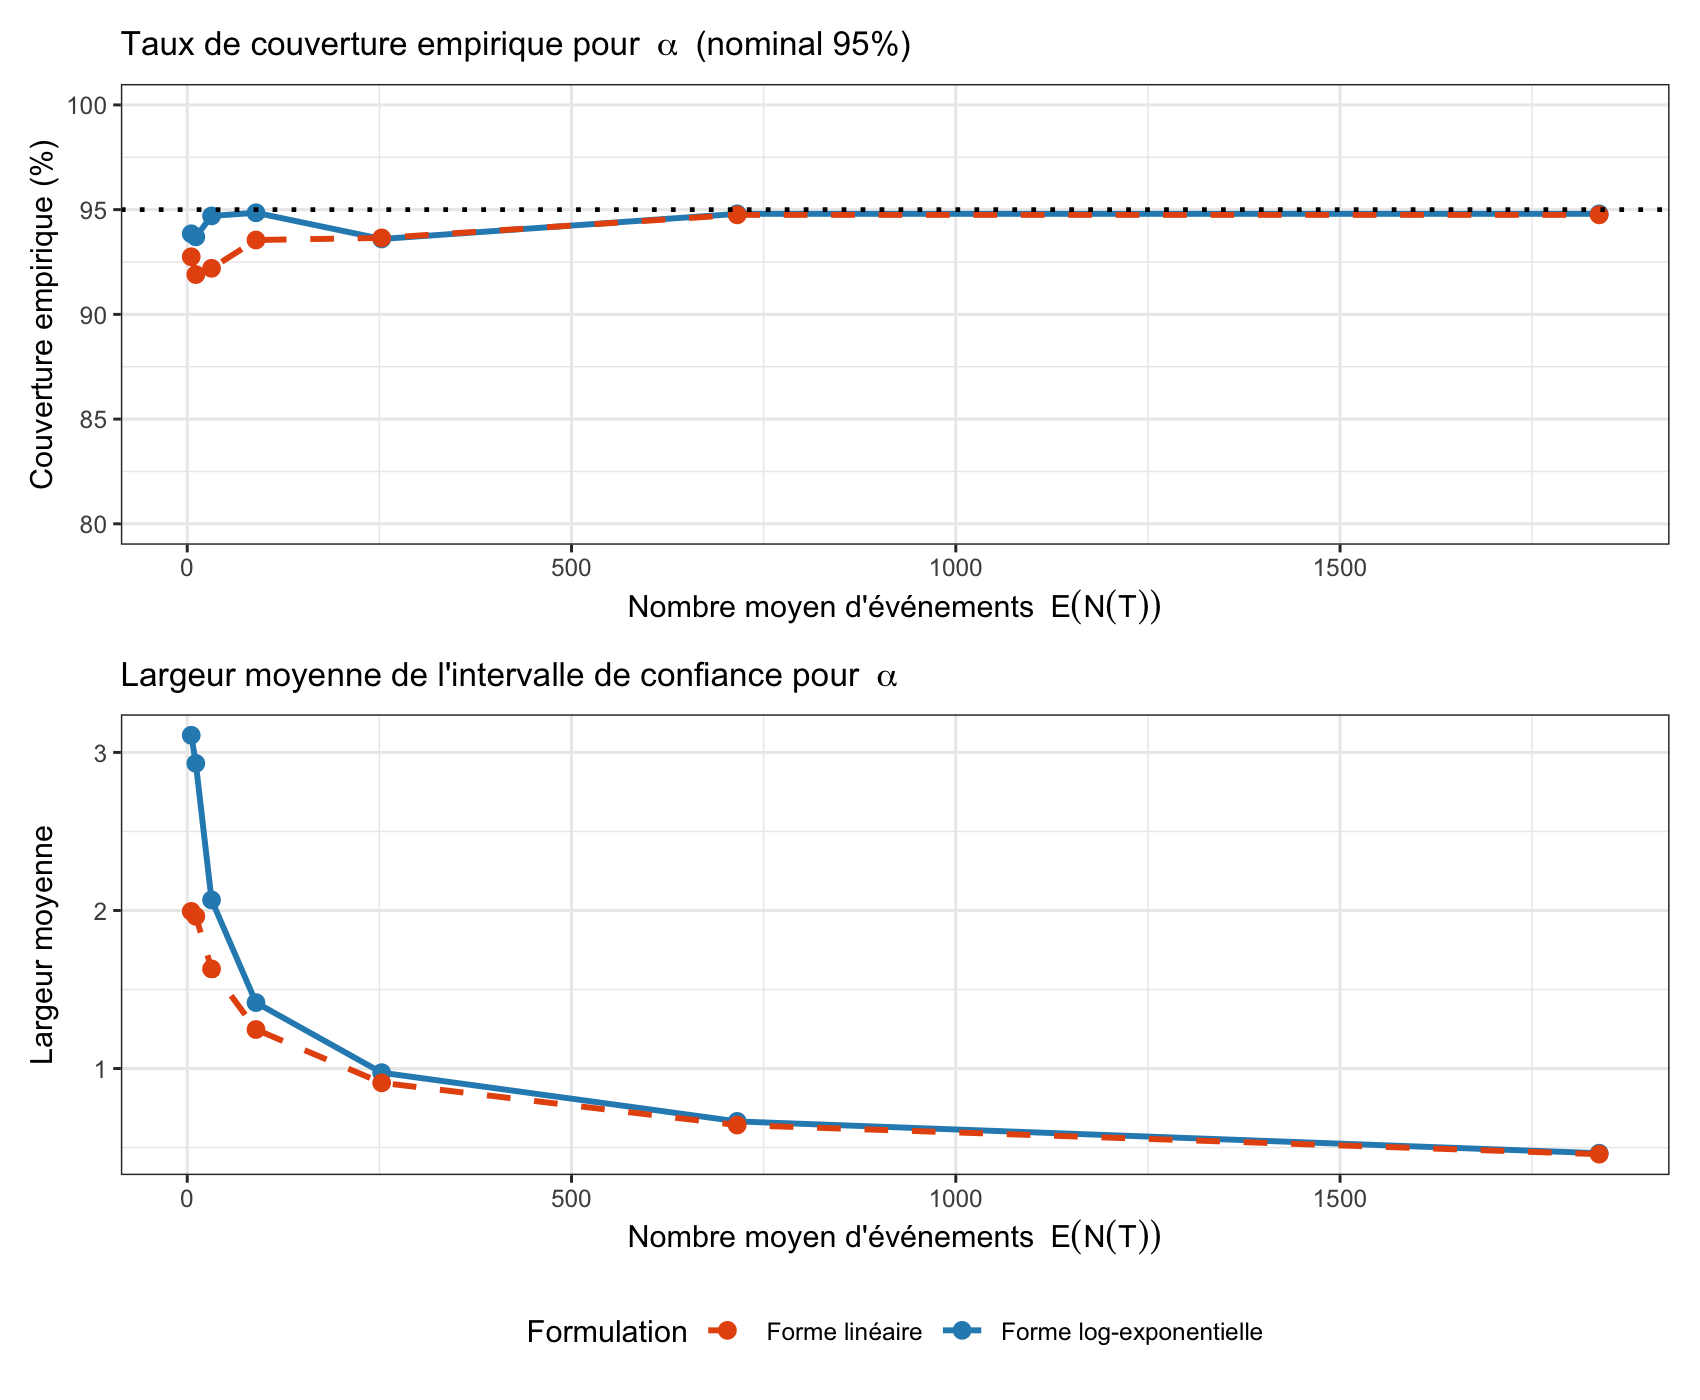 Taux de couverture empirique pour α (nominal 95%)
Couverture empirique (%)
100
95
90
85
80
0 500 1000 1500
Nombre moyen d'événements E(N(T))
Largeur moyenne de l'intervalle de confiance pour α
Largeur moyenne
3
2
1
0 500 1000 1500
Nombre moyen d'événements E(N(T))
Formulation Forme linéaire Forme log-exponentielle